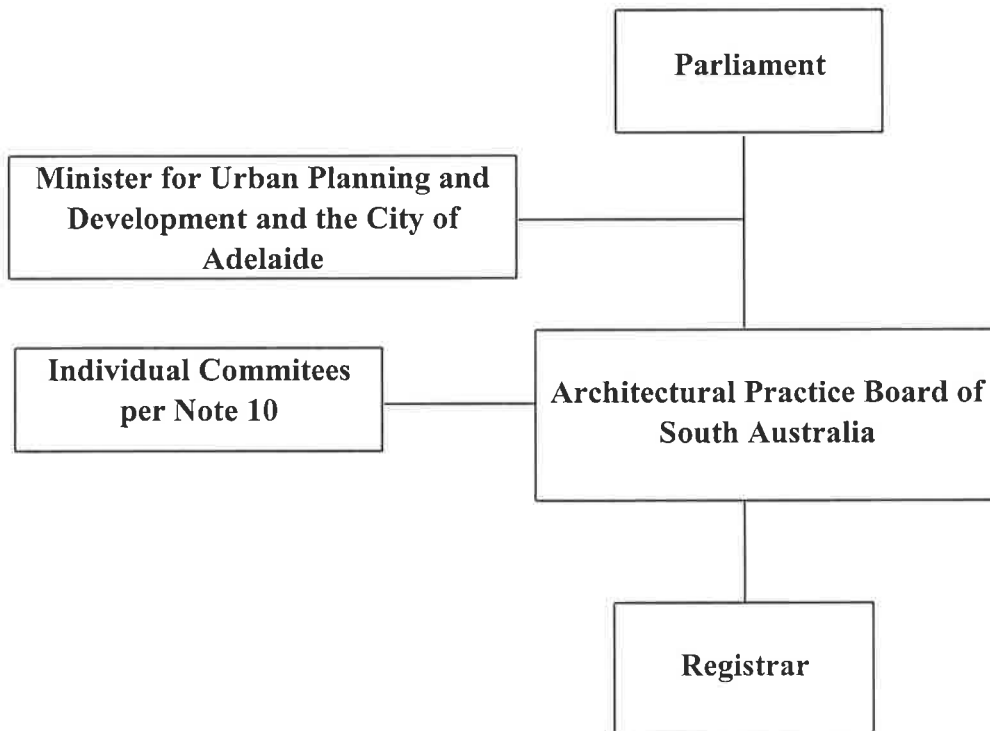 Parliament
Minister for Urban Planning and
Development and the City of
Adelaide
Individual Commitees
per Note 10
Architectural Practice Board of
South Australia
Registrar